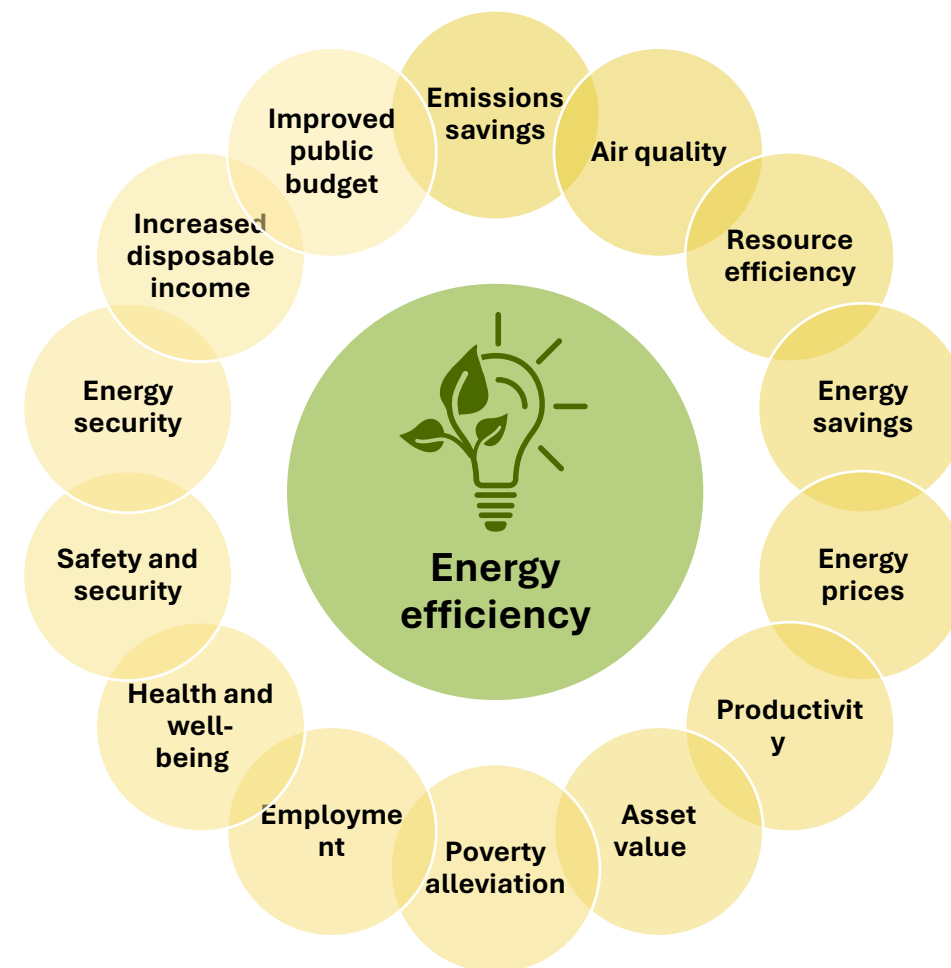 Emissions
savings
Air quality
Resource
efficiency
Energy
savings
Energy
prices
Productivit
y
Asset
value
Poverty
alleviation
Employme
nt
Health and
well-
being
Safety and
security
Energy
security
Increased
disposable
income
Improved
public
budget
Energy
efficiency